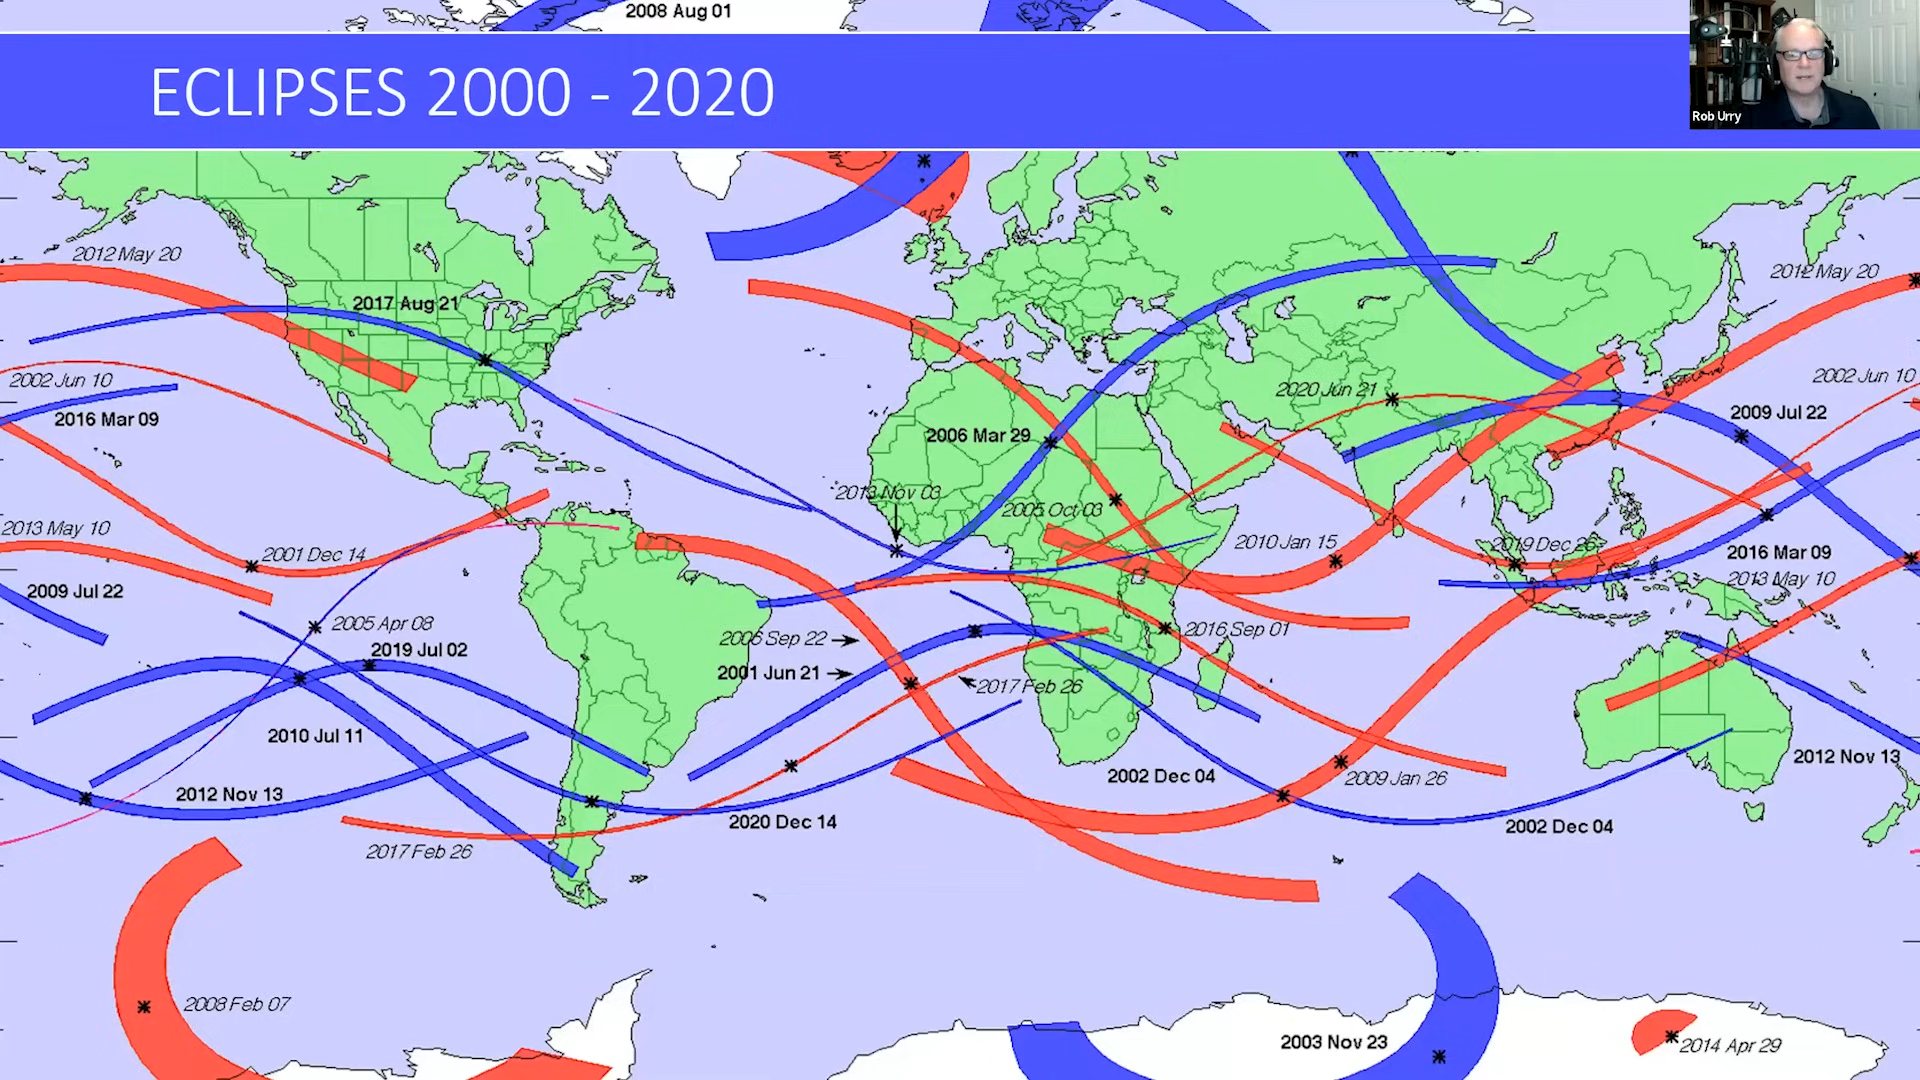 2008 Aug 01
ECLIPSES 2000 - 2020
Rob Urry
2012 May 20
2012 May 20
2017 Aug 21
2002 Jun 10
2002 Jun 10
2020 Jun 21
2016 Mar 09
2009 Jul 22
2006 Mar 29
2013 Nov 03
2005 Oct 03
2013 May 10
2001 Dec 14
2010 Jan 15
2019 Dec 26
2016 Mar 09
2013 May 10
2009 Jul 22
2005 Apr 08
2019 Jul 02
2006 Sep 22
2016 Sep 01
2001 Jun 21
2017 Feb 26
2010 Jul 11
2012 Nov 13
2002 Dec 04
2009 Jan 26
2012 Nov 13
2020 Dec 14
2002 Dec 04
2017 Feb 26
2008 Feb 07
2003 Nov 23
2014 Apr 29